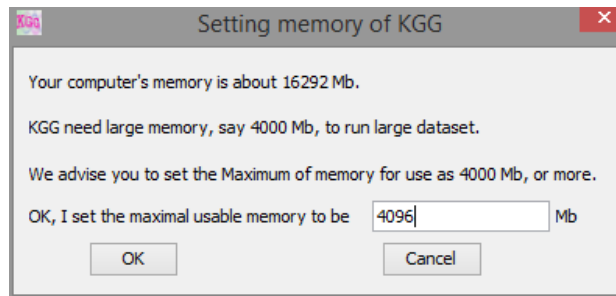 KGG Setting memory of KGG X
Your computer's memory is about 16292 Mb.
KGG need large memory, say 4000 Mb, to run large dataset.
We advise you to set the Maximum of memory for use as 4000 Mb, or more.
OK, I set the maximal usable memory to be 4096 Mb
OK Cancel